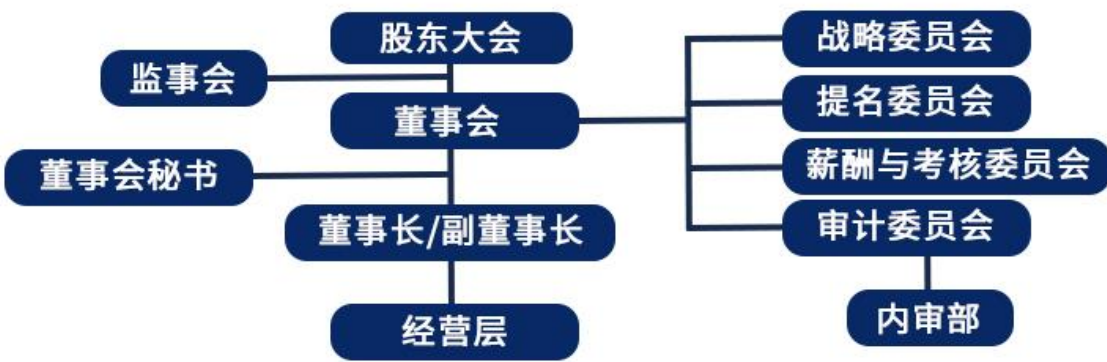 股东大会
监事会
董事会
董事会秘书
董事长/副董事长
经营层
战略委员会
提名委员会
薪酬与考核委员会
审计委员会
内审部